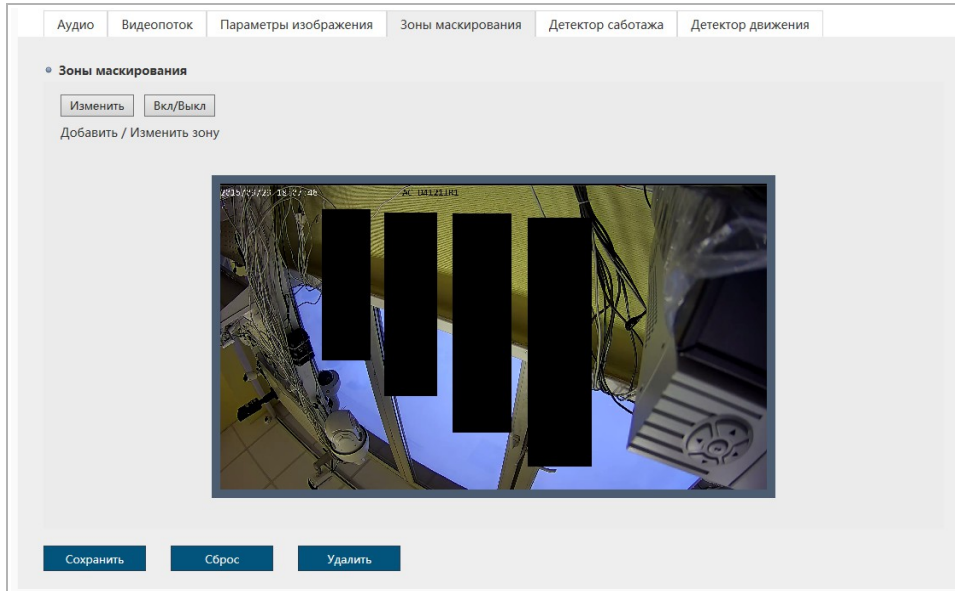 Аудио Видеопоток Параметры изображения Зоны маскирования Детектор саботажа Детектор движения
Зоны маскирования
Изменить Вкл/Выкл
Добавить / Изменить зону
Сохранить Сброс Удалить